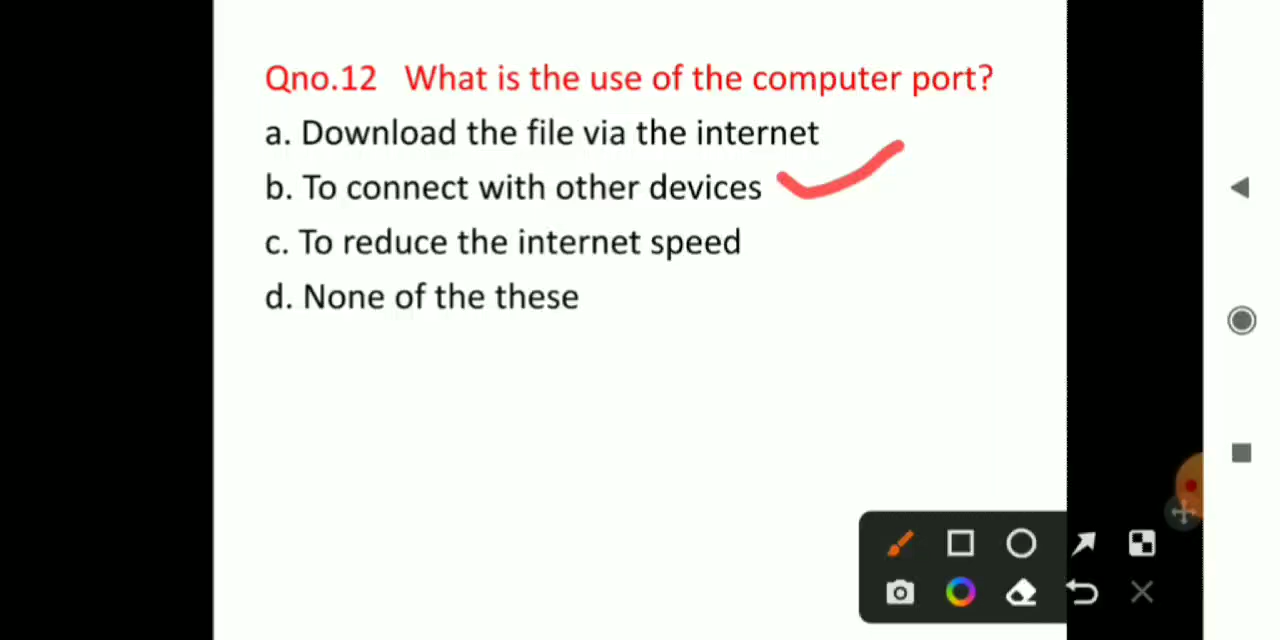 Qno.12 What is the use of the computer port?
a. Download the file via the internet
b. To connect with other devices
c. To reduce the internet speed
d. None of the these